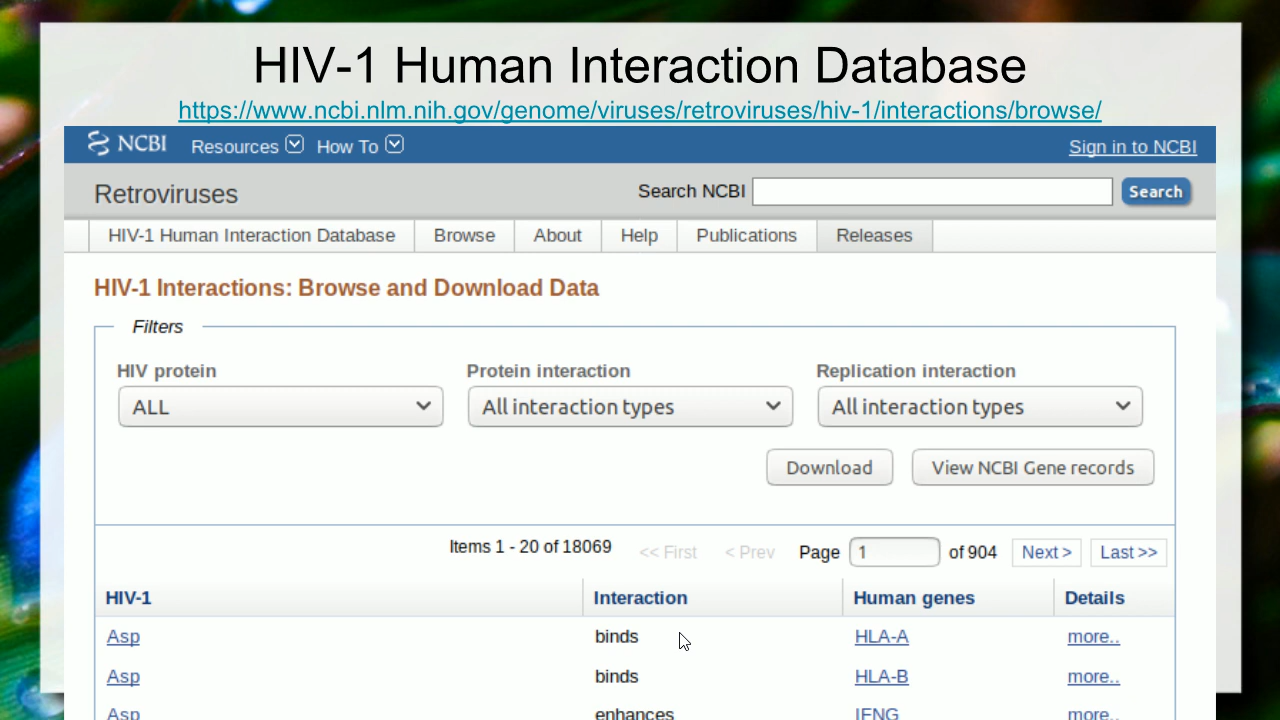 HIV-1 Human Interaction Database
https://www.ncbi.nlm.nih.gov/genome/viruses/retroviruses/hiv-1/interactions/browse/
NCBI Resources How To Sign in to NCBI
Retroviruses Search NCBI Search
HIV-1 Human Interaction Database Browse About Help Publications Releases
HIV-1 Interactions: Browse and Download Data
Filters
HIV protein Protein interaction Replication interaction
ALL All interaction types All interaction types
Download View NCBI Gene records
Items 1 - 20 of 18069 << First < Prev Page 1 of 904 Next > Last >>
HIV-1 Interaction Human genes Details
Asp binds HLA-A more..
Asp binds HLA-B more..
Asp enhances IFNG more..